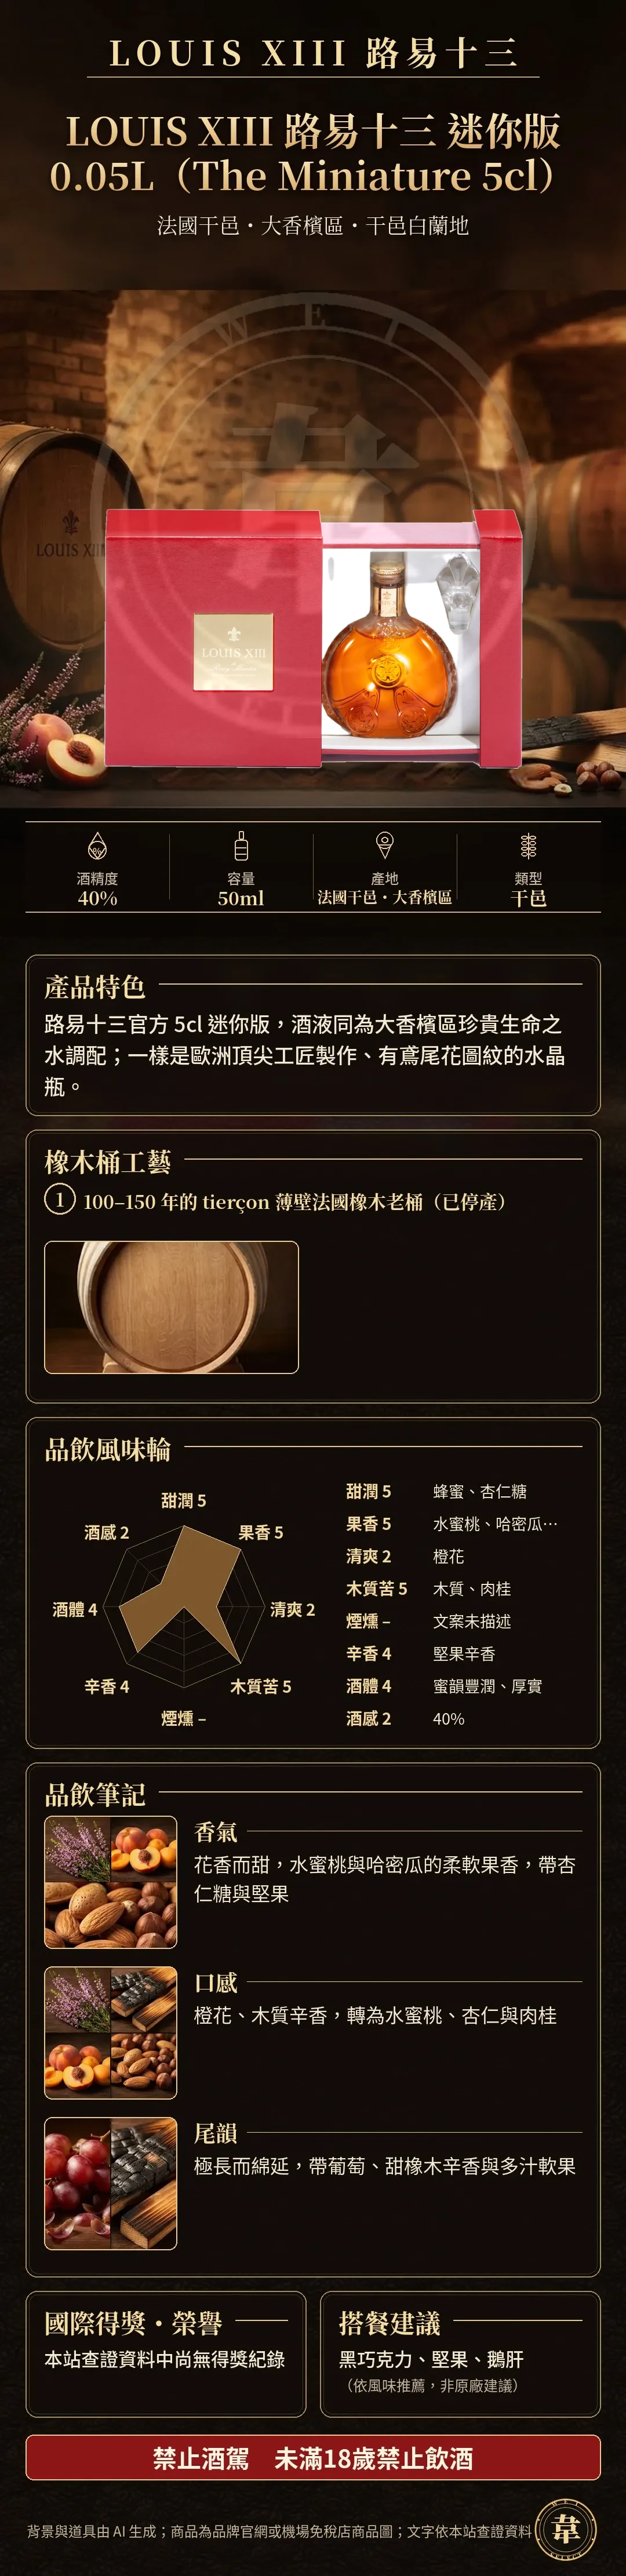 LOUIS XIII 路易十三
LOUIS XIII 路易十三 迷你版
0.05L（The Miniature 5cl）
法國干邑・大香檳區・干邑白蘭地
W E I
韋
LOUIS XIII
LOUIS XIII
酒精度
40%
容量
50ml
產地
法國干邑・大香檳區
類型
干邑
產品特色
路易十三官方 5cl 迷你版，酒液同為大香檳區珍貴生命之
水調配；一樣是歐洲頂尖工匠製作、有鳶尾花圖紋的水晶
瓶。
橡木桶工藝
1 100–150 年的 tierçon 薄壁法國橡木老桶（已停產）
品飲風味輪
甜潤 5
果香 5
清爽 2
木質苦 5
煙燻 –
辛香 4
酒體 4
酒感 2
甜潤 5 蜂蜜、杏仁糖
果香 5 水蜜桃、哈密瓜…
清爽 2 橙花
木質苦 5 木質、肉桂
煙燻 – 文案未描述
辛香 4 堅果辛香
酒體 4 蜜韻豐潤、厚實
酒感 2 40%
品飲筆記
香氣
花香而甜，水蜜桃與哈密瓜的柔軟果香，帶杏
仁糖與堅果
口感
橙花、木質辛香，轉為水蜜桃、杏仁與肉桂
尾韻
極長而綿延，帶葡萄、甜橡木辛香與多汁軟果
國際得獎・榮譽
本站查證資料中尚無得獎紀錄
搭餐建議
黑巧克力、堅果、鵝肝
（依風味推薦，非原廠建議）
禁止酒駕 未滿18歲禁止飲酒
背景與道具由 AI 生成；商品為品牌官網或機場免稅店商品圖；文字依本站查證資料
韋